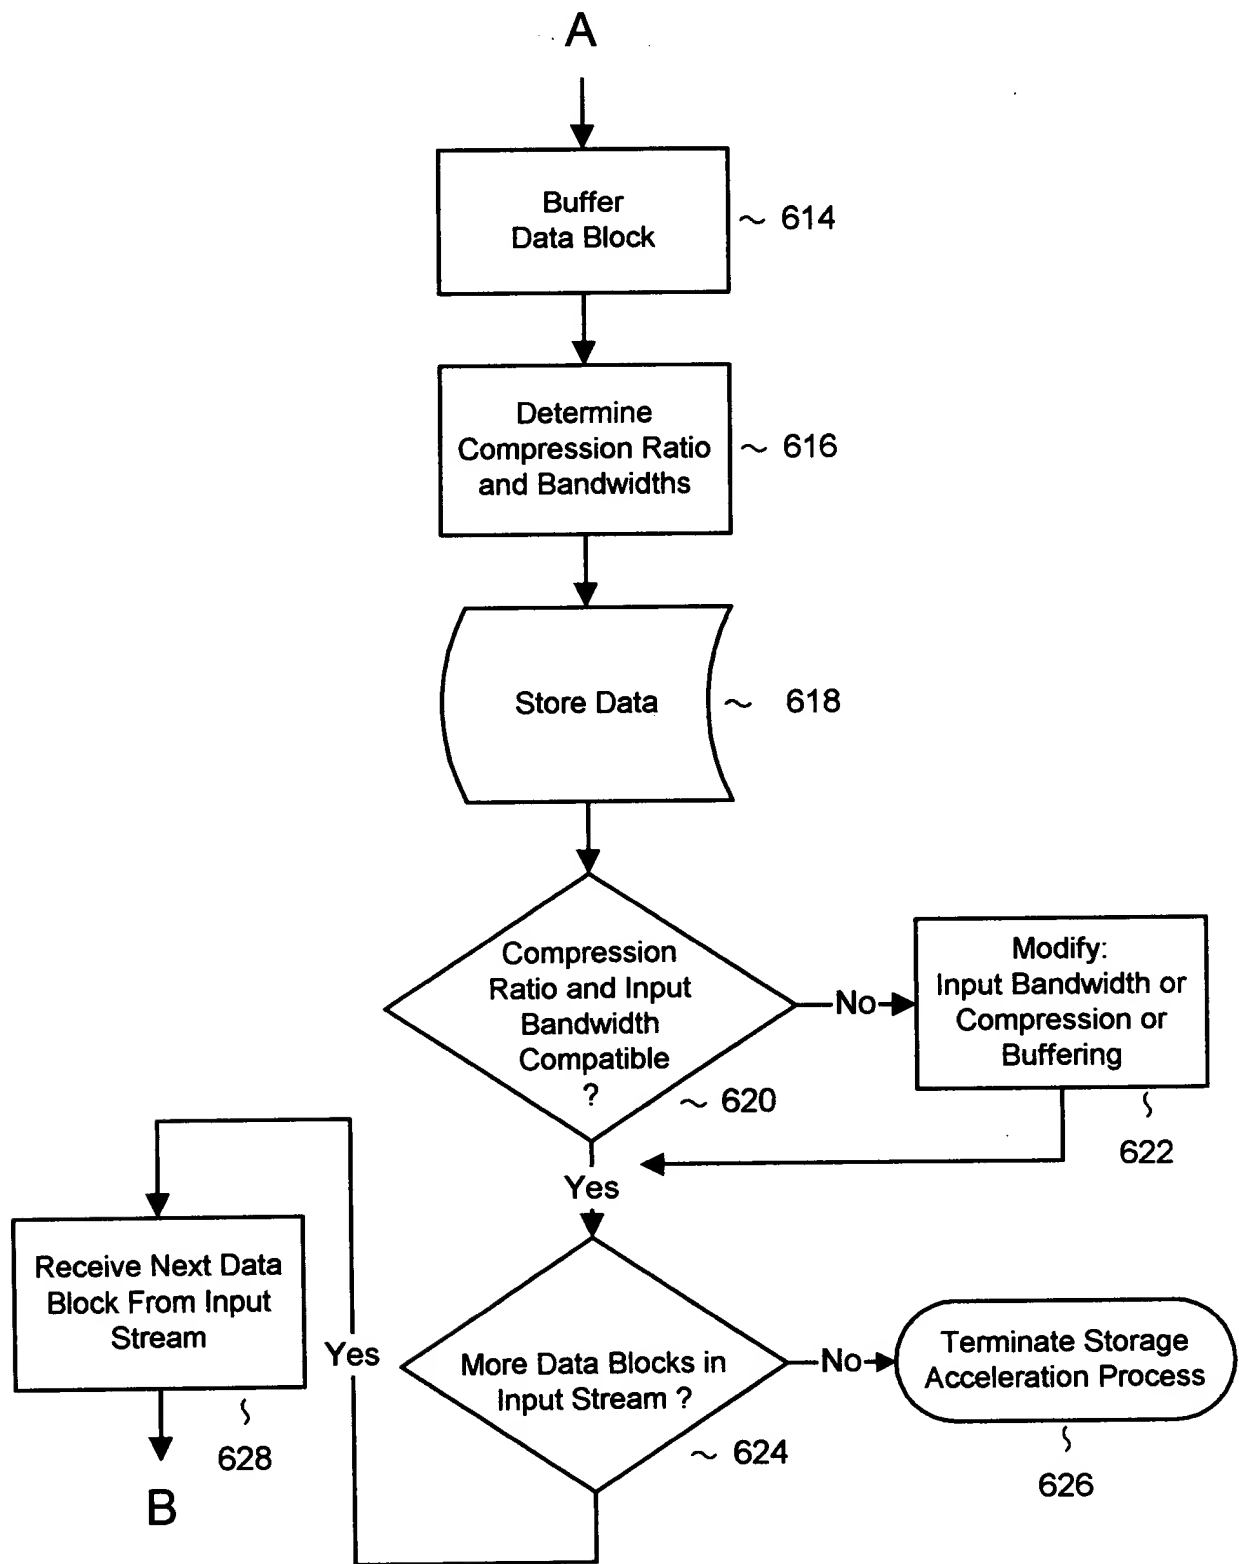 A
Buffer
Data Block
~ 614
Determine
Compression Ratio
and Bandwidths
~ 616
Store Data
~ 618
Compression
Ratio and Input
Bandwidth
Compatible
?
~ 620
No
Modify:
Input Bandwidth or
Compression or
Buffering
622
Yes
Receive Next Data
Block From Input
Stream
628
B
Yes
More Data Blocks in
Input Stream ?
~ 624
No
Terminate Storage
Acceleration Process
626